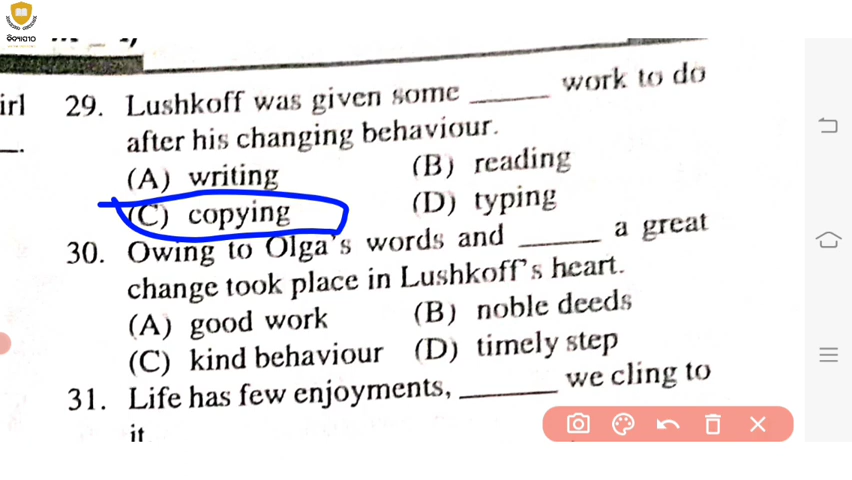 ଦିଗବାଠୀ
irl
29. Lushkoff was given some ______ work to do
after his changing behaviour.
(A) writing (B) reading
(C) copying (D) typing
30. Owing to Olga's words and ______ a great
change took place in Lushkoff's heart.
(A) good work (B) noble deeds
(C) kind behaviour (D) timely step
31. Life has few enjoyments, ______ we cling to
it